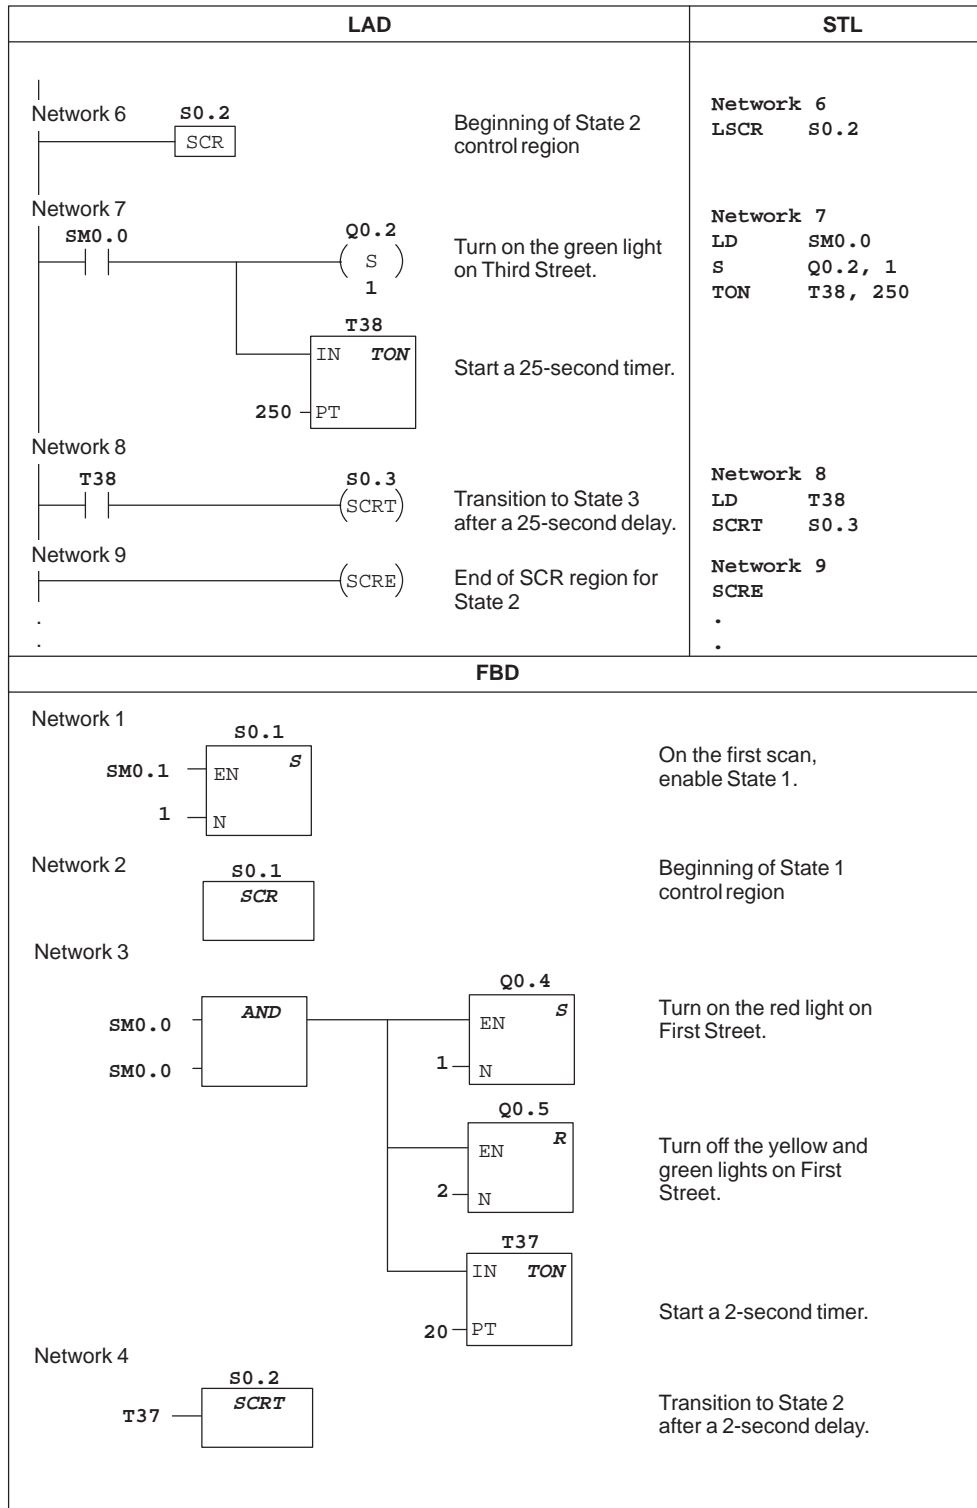 LAD
STL
Network 6
S0.2
SCR
Beginning of State 2
control region
Network 6
LSCR S0.2
Network 7
SM0.0
Q0.2
S
1
Turn on the green light
on Third Street.
T38
IN TON
250 PT
Start a 25-second timer.
Network 7
LD SM0.0
S Q0.2, 1
TON T38, 250
Network 8
T38
S0.3
SCRT
Transition to State 3
after a 25-second delay.
Network 8
LD T38
SCRT S0.3
Network 9
SCRE
End of SCR region for
State 2
.
.
Network 9
SCRE
.
.
FBD
Network 1
S0.1
SM0.1 EN S
1 N
On the first scan,
enable State 1.
Network 2
S0.1
SCR
Beginning of State 1
control region
Network 3
SM0.0 AND
SM0.0
Q0.4
EN S
1 N
Turn on the red light on
First Street.
Q0.5
EN R
2 N
Turn off the yellow and
green lights on First
Street.
T37
IN TON
20 PT
Start a 2-second timer.
Network 4
S0.2
T37 SCRT
Transition to State 2
after a 2-second delay.